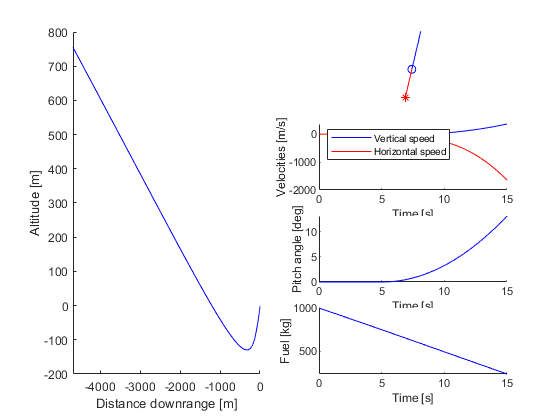 800
700
600
500
400
300
200
100
0
-100
-200
Altitude [m]
-4000 -3000 -2000 -1000 0
Distance downrange [m]
0
-1000
-2000
Velocities [m/s]
Vertical speed
Horizontal speed
0 5 10 15
Time [s]
10
5
0
Pitch angle [deg]
0 5 10 15
Time [s]
1000
500
Fuel [kg]
0 5 10 15
Time [s]